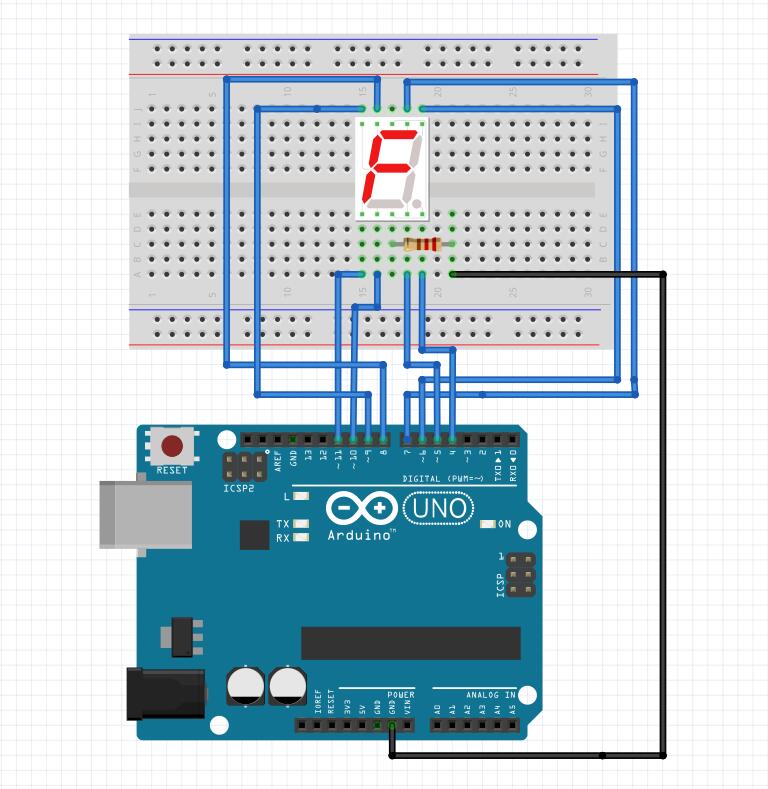 1 5 10 15 20 25 30
J J
I I
H H
G G
F F
E E
D D
C C
B B
A A
1 5 10 15 20 25 30
RESET
ICSP2
AREF
GND
13
12
~11
~10
~9
8
7
~6
~5
4
~3
2
TXD▶1
RXD◀0
DIGITAL (PWM=~)
L
TX
RX
UNO
Arduino™
ON
1
ICSP
IOREF
RESET
3V3
5V
GND
GND
VIN
POWER
ANALOG IN
A0
A1
A2
A3
A4
A5